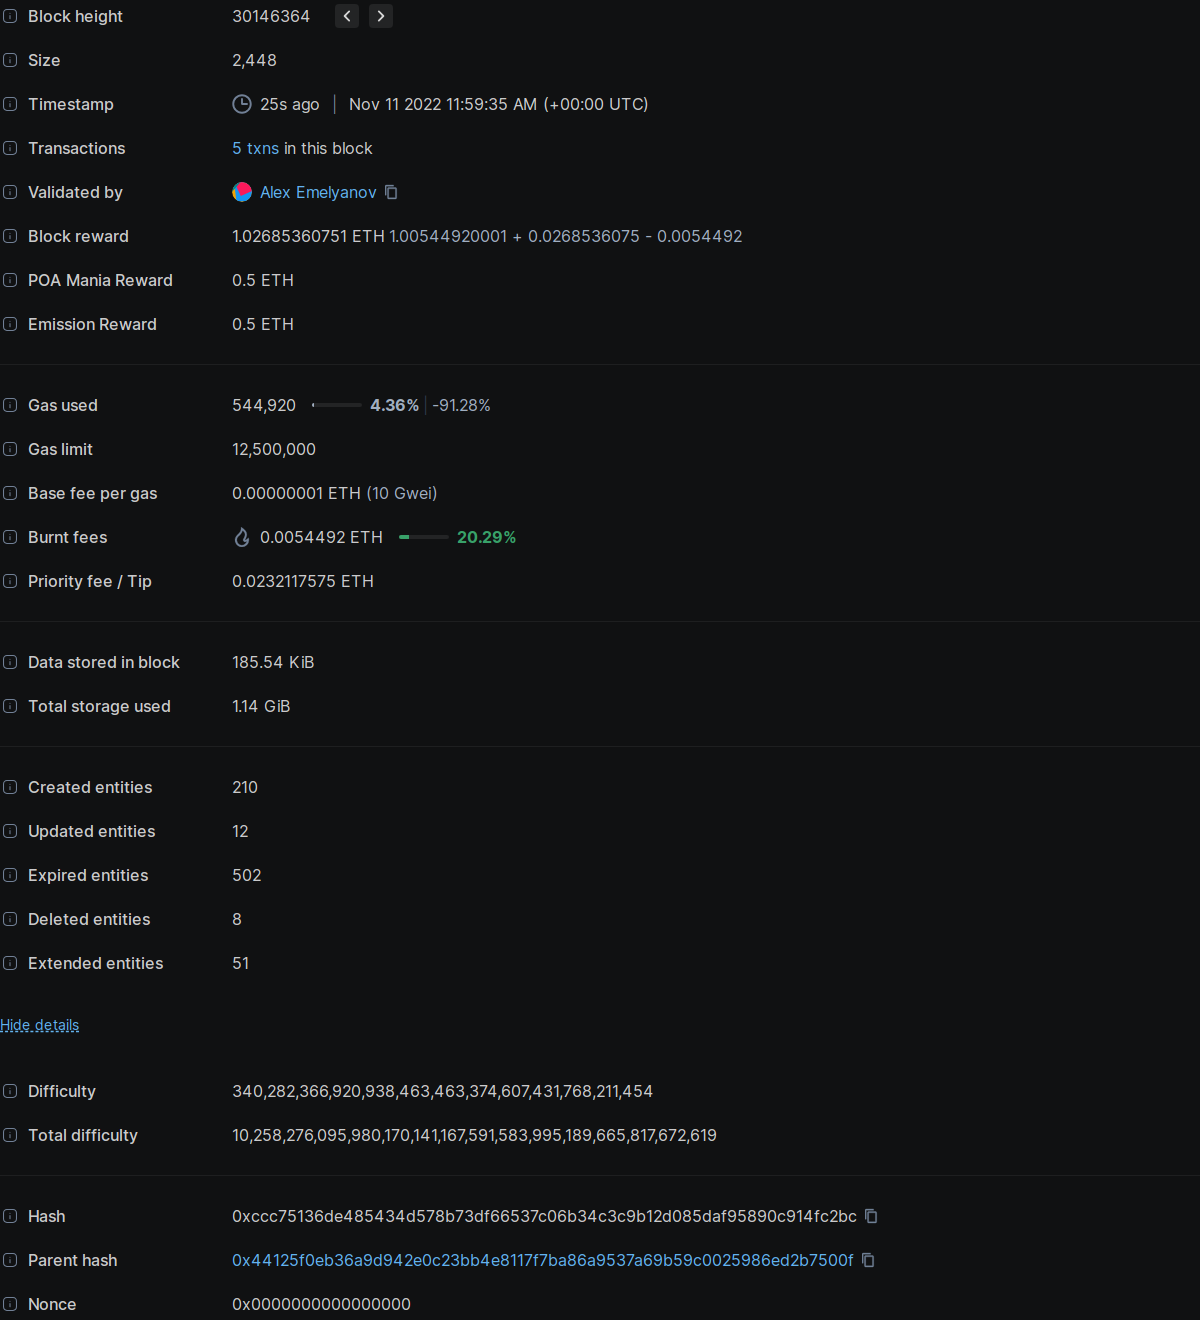 Block height 30146364
Size 2,448
Timestamp 25s ago | Nov 11 2022 11:59:35 AM (+00:00 UTC)
Transactions 5 txns in this block
Validated by Alex Emelyanov
Block reward 1.02685360751 ETH 1.00544920001 + 0.0268536075 - 0.0054492
POA Mania Reward 0.5 ETH
Emission Reward 0.5 ETH
Gas used 544,920 4.36% | -91.28%
Gas limit 12,500,000
Base fee per gas 0.00000001 ETH (10 Gwei)
Burnt fees 0.0054492 ETH 20.29%
Priority fee / Tip 0.0232117575 ETH
Data stored in block 185.54 KiB
Total storage used 1.14 GiB
Created entities 210
Updated entities 12
Expired entities 502
Deleted entities 8
Extended entities 51
Hide details
Difficulty 340,282,366,920,938,463,463,374,607,431,768,211,454
Total difficulty 10,258,276,095,980,170,141,167,591,583,995,189,665,817,672,619
Hash 0xccc75136de485434d578b73df66537c06b34c3c9b12d085daf95890c914fc2bc
Parent hash 0x44125f0eb36a9d942e0c23bb4e8117f7ba86a9537a69b59c0025986ed2b7500f
Nonce 0x0000000000000000